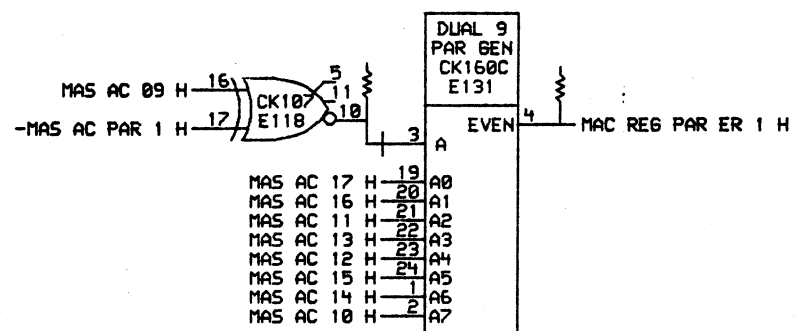 DUAL 9
PAR GEN
CK160C
E131
MAS AC 09 H 16
5
11
CK107
10
-MAS AC PAR 1 H 17
E118
3 A
EVEN 4 MAC REG PAR ER 1 H
MAS AC 17 H 19 A0
MAS AC 16 H 20 A1
MAS AC 11 H 21 A2
MAS AC 13 H 22 A3
MAS AC 12 H 23 A4
MAS AC 15 H 24 A5
MAS AC 14 H 1 A6
MAS AC 10 H 2 A7